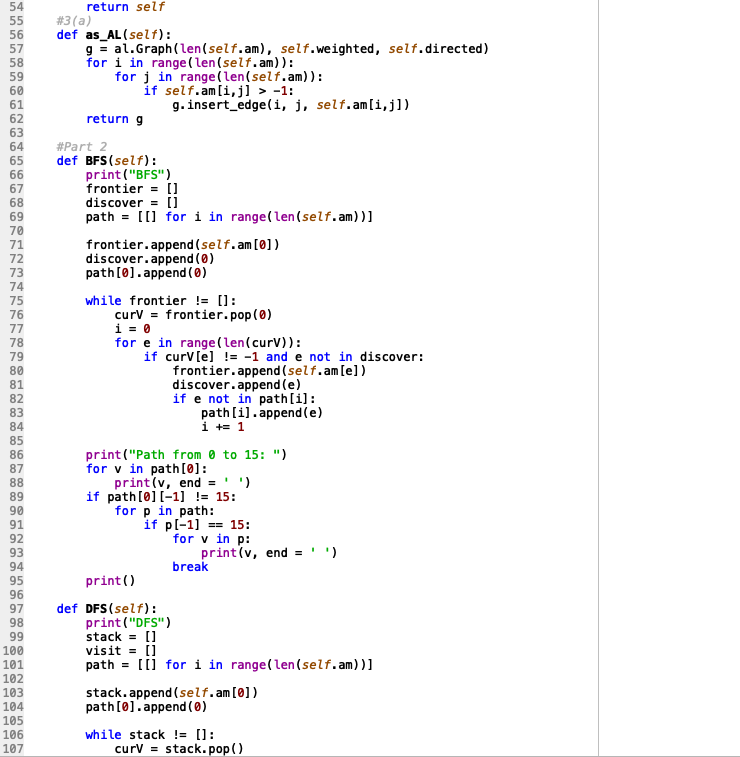 54         return self
55     #3(a)
56     def as_AL(self):
57         g = al.Graph(len(self.am), self.weighted, self.directed)
58         for i in range(len(self.am)):
59             for j in range(len(self.am)):
60                 if self.am[i,j] > -1:
61                     g.insert_edge(i, j, self.am[i,j])
62         return g
63
64     #Part 2
65     def BFS(self):
66         print("BFS")
67         frontier = []
68         discover = []
69         path = [[] for i in range(len(self.am))]
70
71         frontier.append(self.am[0])
72         discover.append(0)
73         path[0].append(0)
74
75         while frontier != []:
76             curV = frontier.pop(0)
77             i = 0
78             for e in range(len(curV)):
79                 if curV[e] != -1 and e not in discover:
80                     frontier.append(self.am[e])
81                     discover.append(e)
82                     if e not in path[i]:
83                         path[i].append(e)
84                         i += 1
85
86         print("Path from 0 to 15: ")
87         for v in path[0]:
88             print(v, end = ' ')
89         if path[0][-1] != 15:
90             for p in path:
91                 if p[-1] == 15:
92                     for v in p:
93                         print(v, end = ' ')
94                     break
95         print()
96
97     def DFS(self):
98         print("DFS")
99         stack = []
100         visit = []
101         path = [[] for i in range(len(self.am))]
102
103         stack.append(self.am[0])
104         path[0].append(0)
105
106         while stack != []:
107             curV = stack.pop()